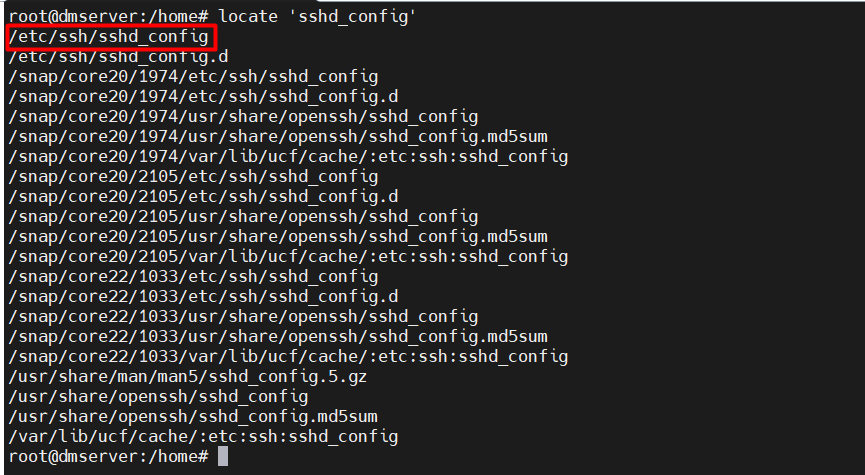 root@dmserver:/home# locate 'sshd_config'
/etc/ssh/sshd_config
/etc/ssh/sshd_config.d
/snap/core20/1974/etc/ssh/sshd_config
/snap/core20/1974/etc/ssh/sshd_config.d
/snap/core20/1974/usr/share/openssh/sshd_config
/snap/core20/1974/usr/share/openssh/sshd_config.md5sum
/snap/core20/1974/var/lib/ucf/cache/:etc:ssh:sshd_config
/snap/core20/2105/etc/ssh/sshd_config
/snap/core20/2105/etc/ssh/sshd_config.d
/snap/core20/2105/usr/share/openssh/sshd_config
/snap/core20/2105/usr/share/openssh/sshd_config.md5sum
/snap/core20/2105/var/lib/ucf/cache/:etc:ssh:sshd_config
/snap/core22/1033/etc/ssh/sshd_config
/snap/core22/1033/etc/ssh/sshd_config.d
/snap/core22/1033/usr/share/openssh/sshd_config
/snap/core22/1033/usr/share/openssh/sshd_config.md5sum
/snap/core22/1033/var/lib/ucf/cache/:etc:ssh:sshd_config
/usr/share/man/man5/sshd_config.5.gz
/usr/share/openssh/sshd_config
/usr/share/openssh/sshd_config.md5sum
/var/lib/ucf/cache/:etc:ssh:sshd_config
root@dmserver:/home#